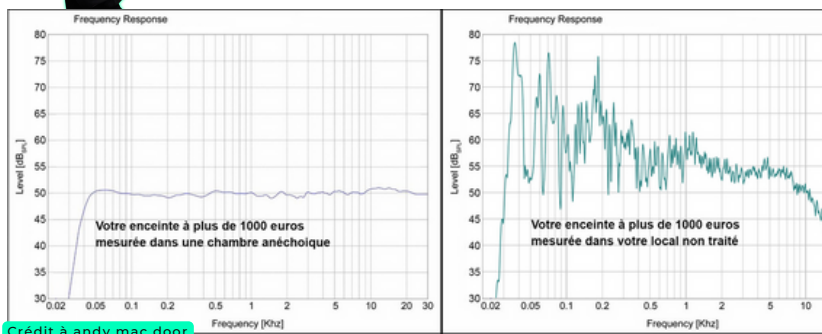 Frequency Response
80
75
70
65
60
55
50
45
40
35
30
Level [dBSPL]
Votre enceinte à plus de 1000 euros
mesurée dans une chambre anéchoique
0.02 0.05 0.1 0.2 0.5 1 2 5 10 20 30
Frequency [Khz]
Frequency Response
80
75
70
65
60
55
50
45
40
35
30
Level [dBSPL]
Votre enceinte à plus de 1000 euros
mesurée dans votre local non traité
0.02 0.05 0.1 0.2 0.5 1 2 5 10
Frequency [Khz]
Crédit à andy mac door